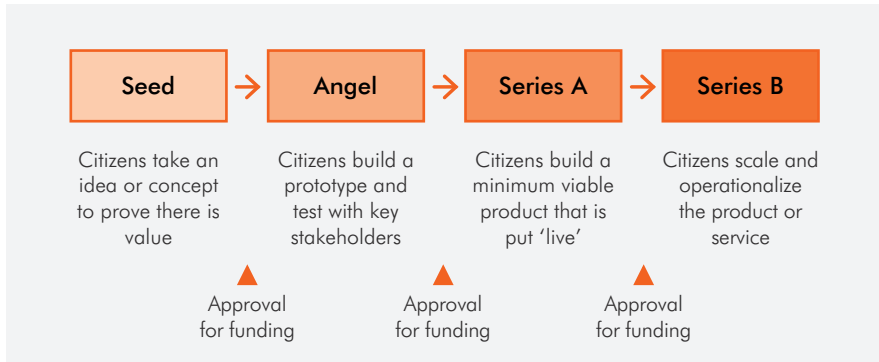 Seed
Angel
Series A
Series B
Citizens take an
idea or concept
to prove there is
value
Citizens build a
prototype and
test with key
stakeholders
Citizens build a
minimum viable
product that is
put ‘live’
Citizens scale and
operationalize
the product or
service
Approval
for funding
Approval
for funding
Approval
for funding